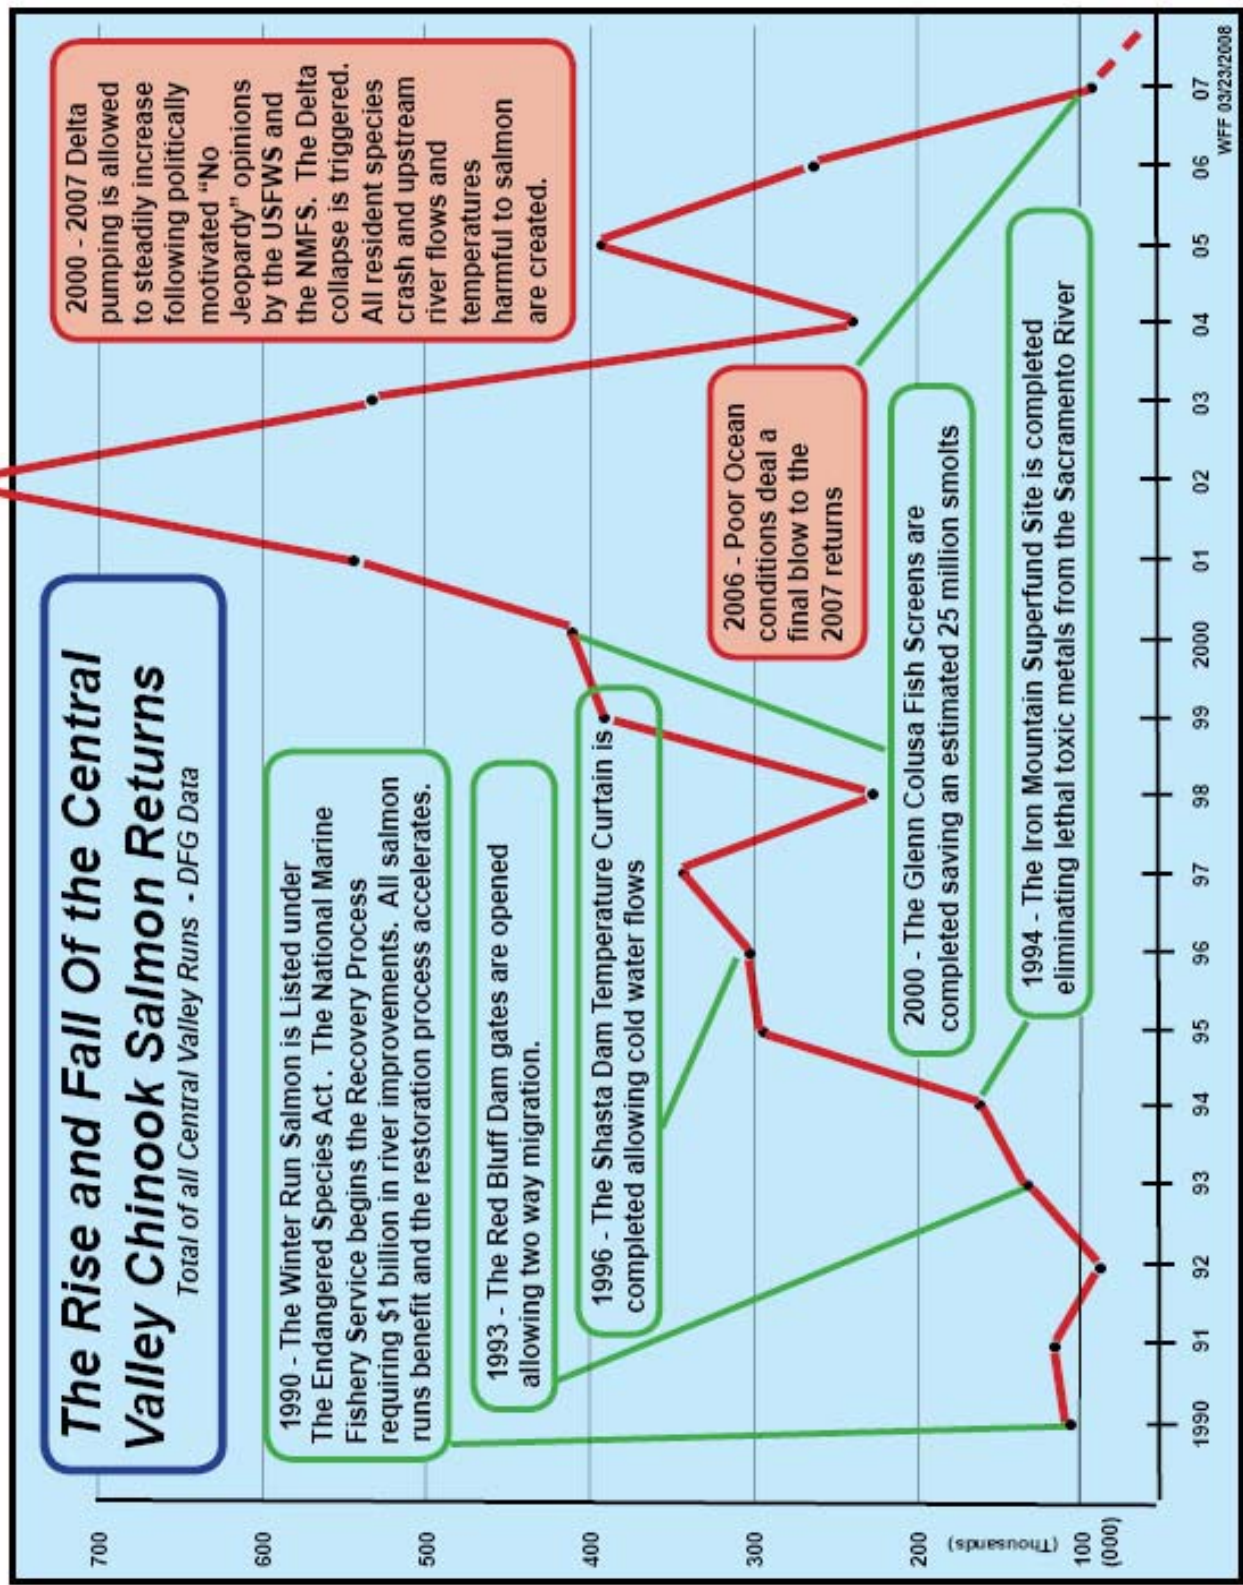 The Rise and Fall Of the Central
Valley Chinook Salmon Returns
Total of all Central Valley Runs - DFG Data
2000 - 2007 Delta
pumping is allowed
to steadily increase
following politically
motivated “No
Jeopardy” opinions
by the USFWS and
the NMFS. The Delta
collapse is triggered.
All resident species
crash and upstream
river flows and
temperatures
harmful to salmon
are created.
1990 - The Winter Run Salmon is Listed under
The Endangered Species Act . The National Marine
Fishery Service begins the Recovery Process
requiring $1 billion in river improvements. All salmon
runs benefit and the restoration process accelerates.
1993 - The Red Bluff Dam gates are opened
allowing two way migration.
1996 - The Shasta Dam Temperature Curtain is
completed allowing cold water flows
2006 - Poor Ocean
conditions deal a
final blow to the
2007 returns
2000 - The Glenn Colusa Fish Screens are
completed saving an estimated 25 million smolts
1994 - The Iron Mountain Superfund Site is completed
eliminating lethal toxic metals from the Sacramento River
700
600
500
400
300
200
100
(000)
(Thousands)
1990 91 92 93 94 95 96 97 98 99 2000 01 02 03 04 05 06 07
WFF 03/23/2008